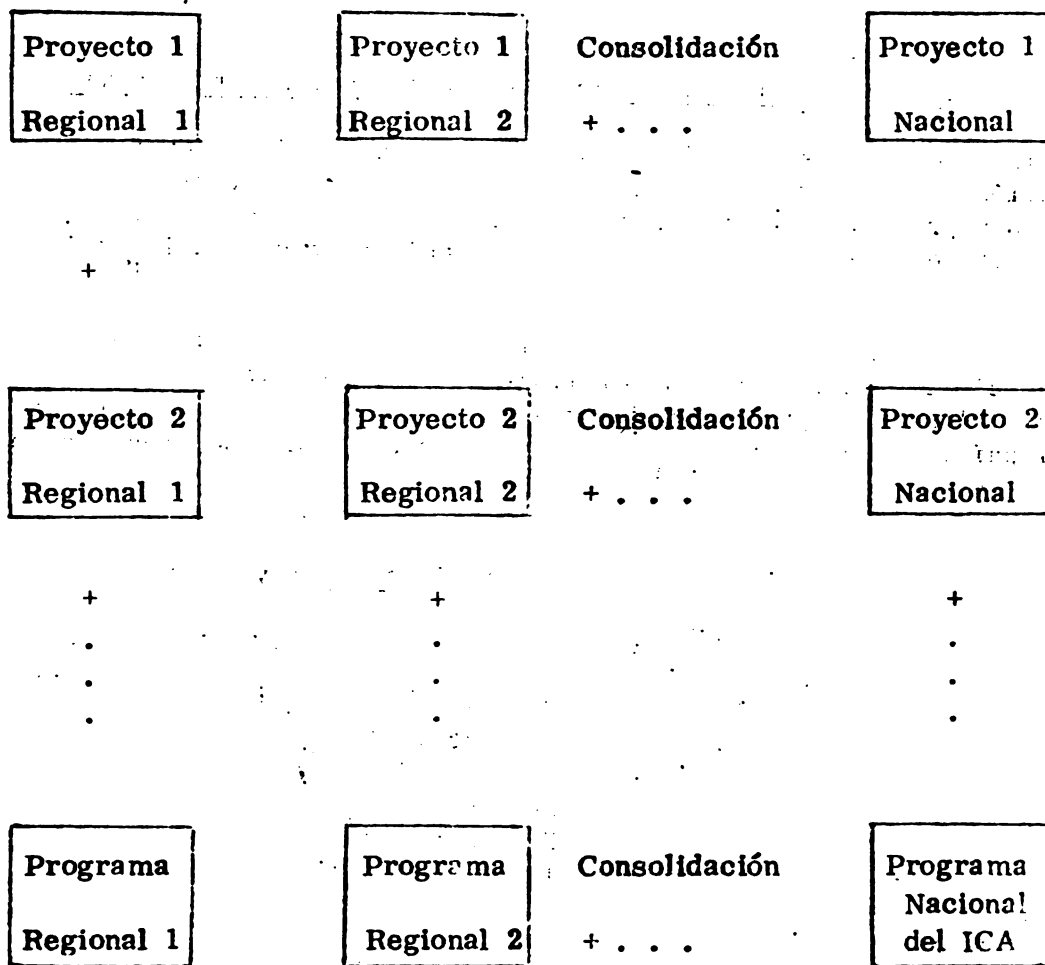 Proyecto 1 Proyecto 1 Consolidación Proyecto 1
Regional 1 Regional 2 + . . . Nacional
+
Proyecto 2 Proyecto 2 Consolidación Proyecto 2
Regional 1 Regional 2 + . . . Nacional
+ + +
. . .
. . .
. . .
Programa Programa Consolidación Programa
Nacional
Regional 1 Regional 2 + . . . del ICA